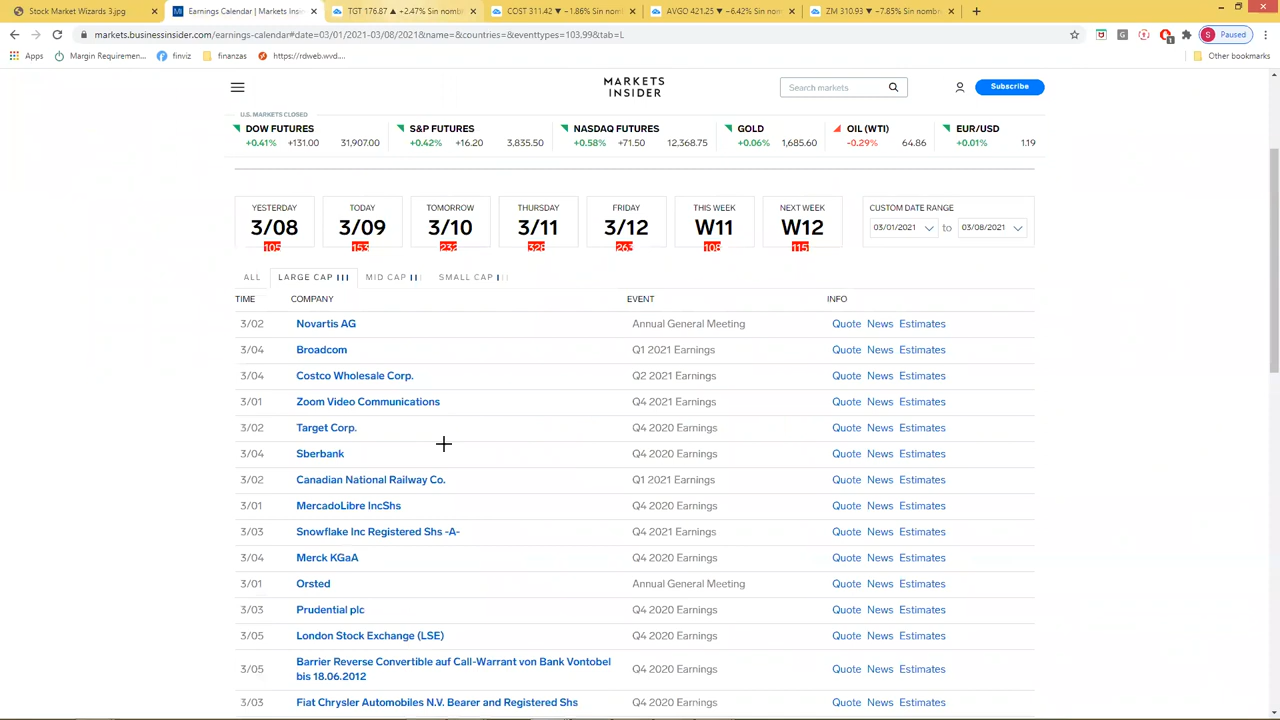 Stock Market Wizards 3.jpg
Earnings Calendar | Markets Insi
TGT 176.87 ▲ +2.47% Sin nomb
COST 311.42 ▼ −1.86% Sin nom
AVGO 421.25 ▼ −6.42% Sin no
ZM 310.93 ▼ −7.85% Sin nombr
markets.businessinsider.com/earnings-calendar#date=03/01/2021-03/08/2021&name=&countries=&eventtypes=103,99&tab=L
Paused
Apps
Margin Requiremen...
finviz
finanzas
https://rdweb.wvd....
Other bookmarks
MARKETS
INSIDER
Search markets
Subscribe
U.S. MARKETS CLOSED
DOW FUTURES
+0.41% +131.00 31,907.00
S&P FUTURES
+0.42% +16.20 3,835.50
NASDAQ FUTURES
+0.58% +71.50 12,368.75
GOLD
+0.06% 1,685.60
OIL (WTI)
-0.29% 64.86
EUR/USD
+0.01% 1.19
YESTERDAY
3/08
105
TODAY
3/09
153
TOMORROW
3/10
232
THURSDAY
3/11
328
FRIDAY
3/12
263
THIS WEEK
W11
108
NEXT WEEK
W12
115
CUSTOM DATE RANGE
03/01/2021 to 03/08/2021
ALL LARGE CAP MID CAP SMALL CAP
TIME COMPANY EVENT INFO
3/02 Novartis AG Annual General Meeting Quote News Estimates
3/04 Broadcom Q1 2021 Earnings Quote News Estimates
3/04 Costco Wholesale Corp. Q2 2021 Earnings Quote News Estimates
3/01 Zoom Video Communications Q4 2021 Earnings Quote News Estimates
3/02 Target Corp. Q4 2020 Earnings Quote News Estimates
3/04 Sberbank Q4 2020 Earnings Quote News Estimates
3/02 Canadian National Railway Co. Q1 2021 Earnings Quote News Estimates
3/01 MercadoLibre IncShs Q4 2020 Earnings Quote News Estimates
3/03 Snowflake Inc Registered Shs -A- Q4 2021 Earnings Quote News Estimates
3/04 Merck KGaA Q4 2020 Earnings Quote News Estimates
3/01 Orsted Annual General Meeting Quote News Estimates
3/03 Prudential plc Q4 2020 Earnings Quote News Estimates
3/05 London Stock Exchange (LSE) Q4 2020 Earnings Quote News Estimates
3/05 Barrier Reverse Convertible auf Call-Warrant von Bank Vontobel
bis 18.06.2012 Q4 2020 Earnings Quote News Estimates
3/03 Fiat Chrysler Automobiles N.V. Bearer and Registered Shs Q4 2020 Earnings Quote News Estimates